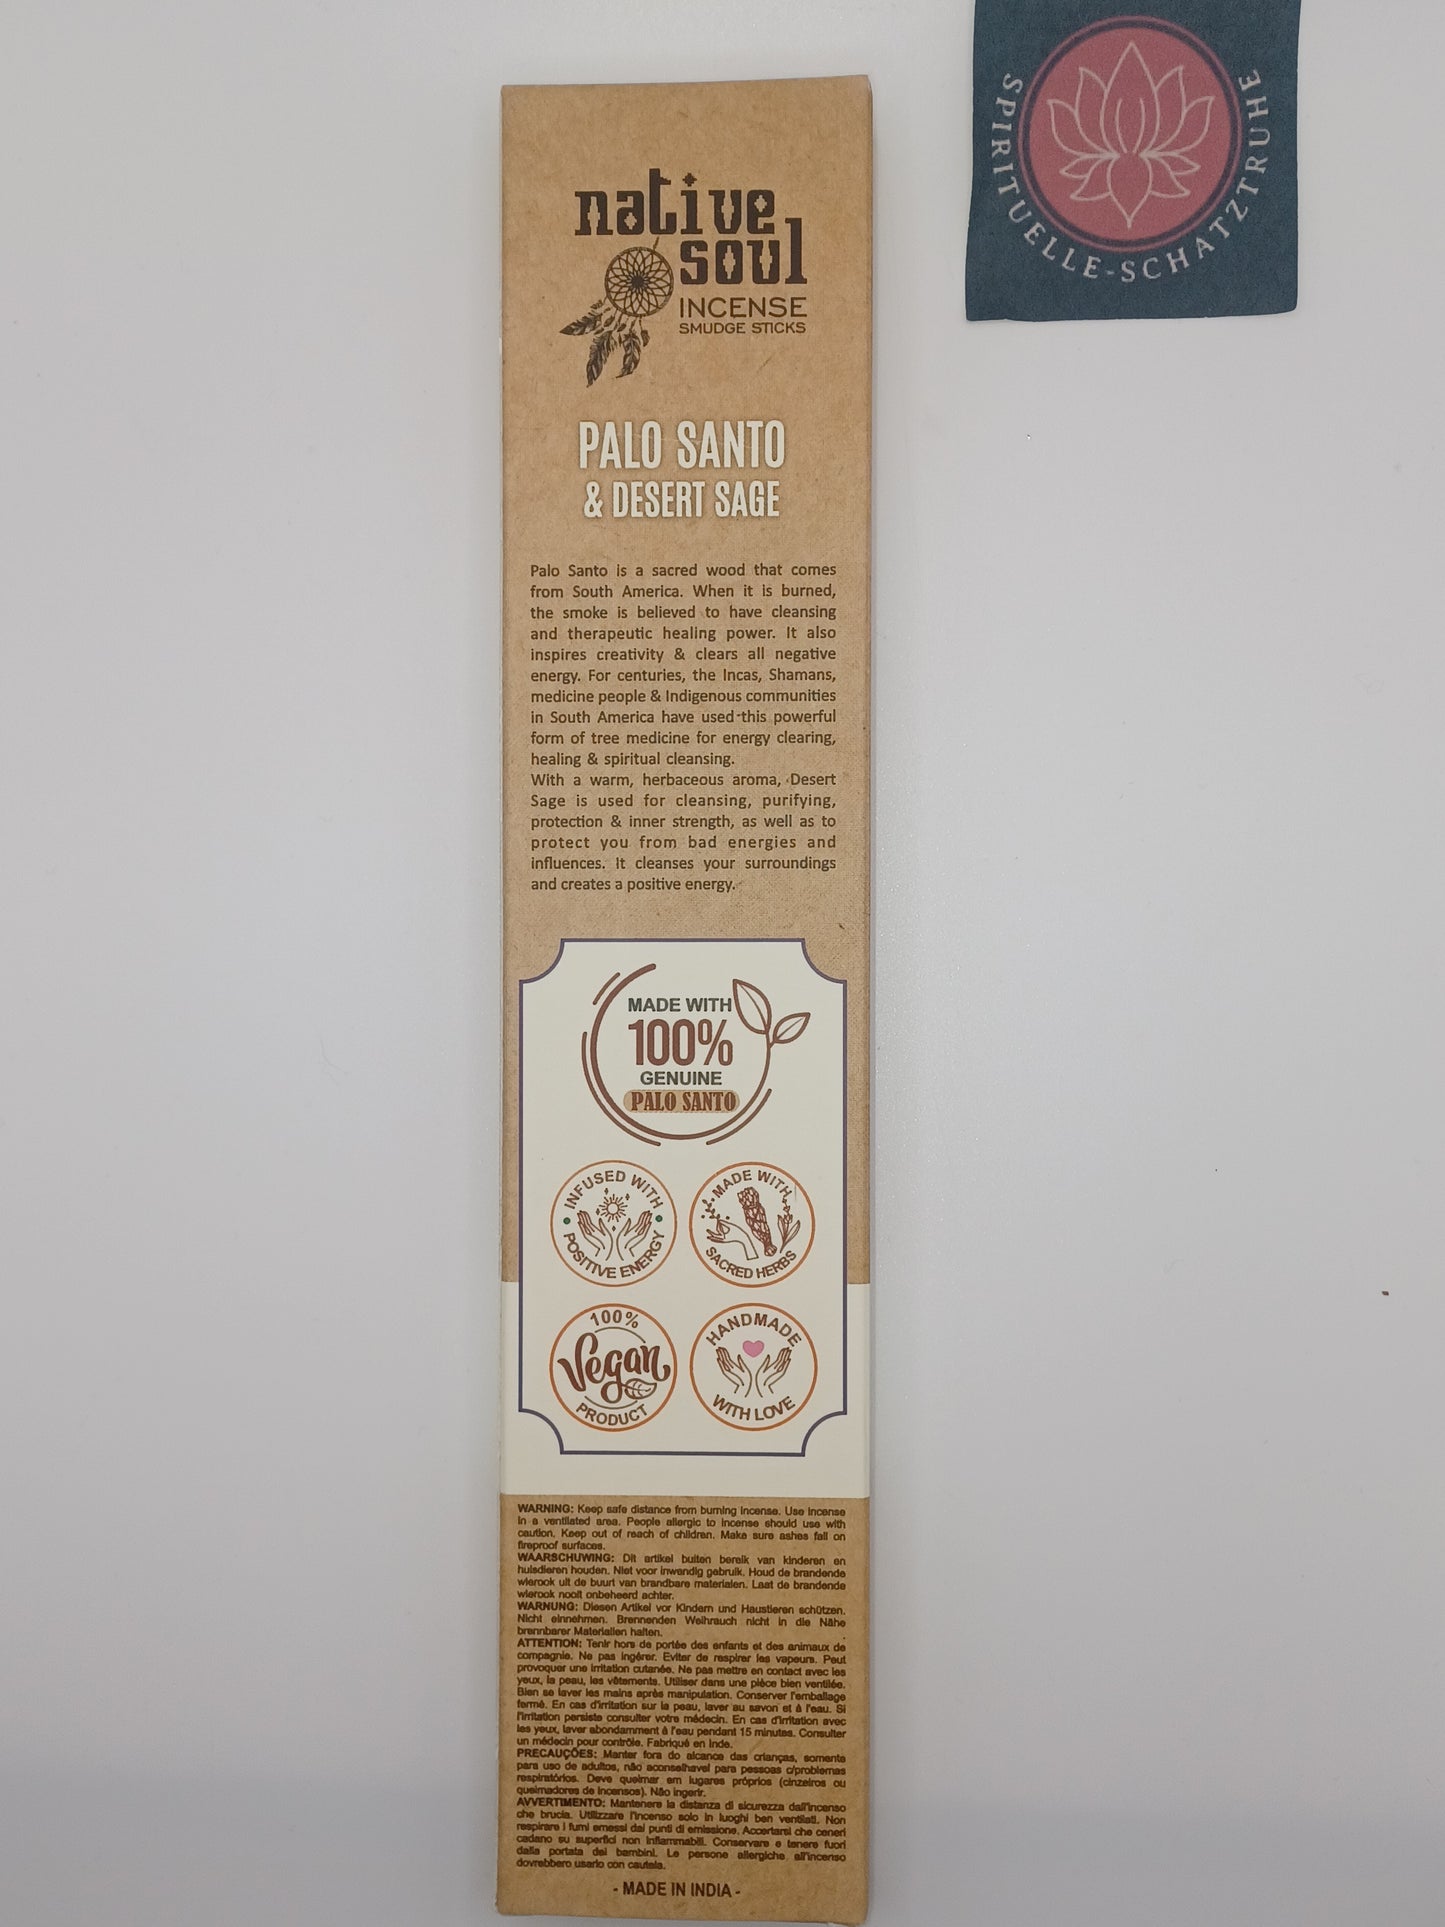 SPIRITUELLE-SCHATZTRUHE
native
soul
INCENSE
SMUDGE STICKS
PALO SANTO
& DESERT SAGE
Palo Santo is a sacred wood that comes
from South America. When it is burned,
the smoke is believed to have cleansing
and therapeutic healing power. It also
inspires creativity & clears all negative
energy. For centuries, the Incas, Shamans,
medicine people & Indigenous communities
in South America have used this powerful
form of tree medicine for energy clearing,
healing & spiritual cleansing.
With a warm, herbaceous aroma, Desert
Sage is used for cleansing, purifying,
protection & inner strength, as well as to
protect you from bad energies and
influences. It cleanses your surroundings
and creates a positive energy.
MADE WITH
100%
GENUINE
PALO SANTO
INFUSED WITH
POSITIVE ENERGY
MADE WITH
SACRED HERBS
100%
Vegan
PRODUCT
HANDMADE
WITH LOVE
WARNING: Keep safe distance from burning incense. Use incense
in a ventilated area. People allergic to incense should use with
caution. Keep out of reach of children. Make sure ashes fall on
fireproof surfaces.
WAARSCHUWING: Dit artikel buiten bereik van kinderen en
huisdieren houden. Niet voor inwendig gebruik. Houd de brandende
wierook uit de buurt van brandbare materialen. Laat de brandende
wierook nooit onbeheerd achter.
WARNUNG: Diesen Artikel vor Kindern und Haustieren schützen.
Nicht einnehmen. Brennenden Weihrauch nicht in die Nähe
brennbarer Materialien halten.
ATTENTION: Tenir hors de portée des enfants et des animaux de
compagnie. Ne pas ingérer. Eviter de respirer les vapeurs. Peut
provoquer une irritation cutanée. Ne pas mettre en contact avec les
yeux, la peau, les vêtements. Utiliser dans une pièce bien ventilée.
Bien se laver les mains après manipulation. Conserver l'emballage
fermé. En cas d'irritation sur la peau, laver au savon et à l'eau. Si
l'irritation persiste consulter votre médecin. En cas d'irritation avec
les yeux, laver abondamment à l'eau pendant 15 minutes. Consulter
un médecin pour contrôle. Fabriqué en Inde.
PRECAUÇÕES: Manter fora do alcance das crianças, somente
para uso de adultos, não aconselhavel para pessoas c/problemas
respiratórios. Deve queimar em lugares próprios (cinzeiros ou
queimadores de incensos). Não ingerir.
AVVERTIMENTO: Mantenere la distanza di sicurezza dall'incenso
che brucia. Utilizzare l'incenso solo in luoghi ben ventilati. Non
respirare i fumi emessi dai punti di emissione. Accertarsi che ceneri
cadano su superfici non infiammabili. Conservare e tenere fuori
dalla portata dei bambini. Le persone allergiche all'incenso
dovrebbero usarlo con cautela.
- MADE IN INDIA -